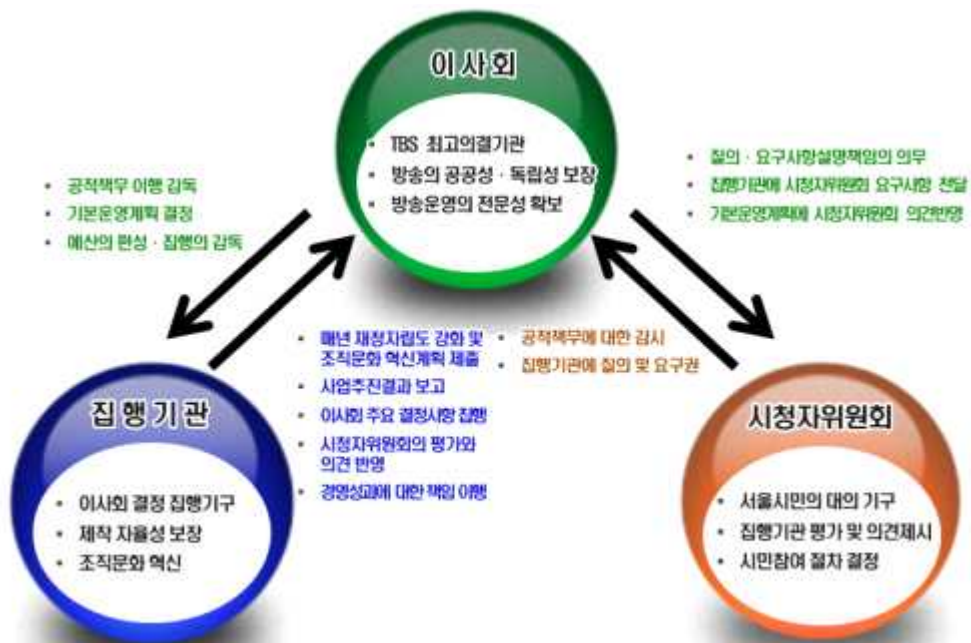 이사회
• TBS 최고의결기관
• 방송의 공공성 · 독립성 보장
• 방송운영의 전문성 확보
• 공적책무 이행 감독
• 기본운영계획 결정
• 예산의 편성 · 집행의 감독
• 질의 · 요구사항설명책임의 의무
• 집행기관에 시청자위원회 요구사항 전달
• 기본운영계획에 시청자위원회 의견반영
• 매년 재정자립도 강화 및
조직문화 혁신계획 제출
• 사업추진결과 보고
• 이사회 주요 결정사항 집행
• 시청자위원회의 평가와
의견 반영
• 경영성과에 대한 책임 이행
• 공적책무에 대한 감시
• 집행기관에 질의 및 요구권
집행기관
• 이사회 결정 집행기구
• 제작 자율성 보장
• 조직문화 혁신
시청자위원회
• 서울시민의 대의 기구
• 집행기관 평가 및 의견제시
• 시민참여 절차 결정